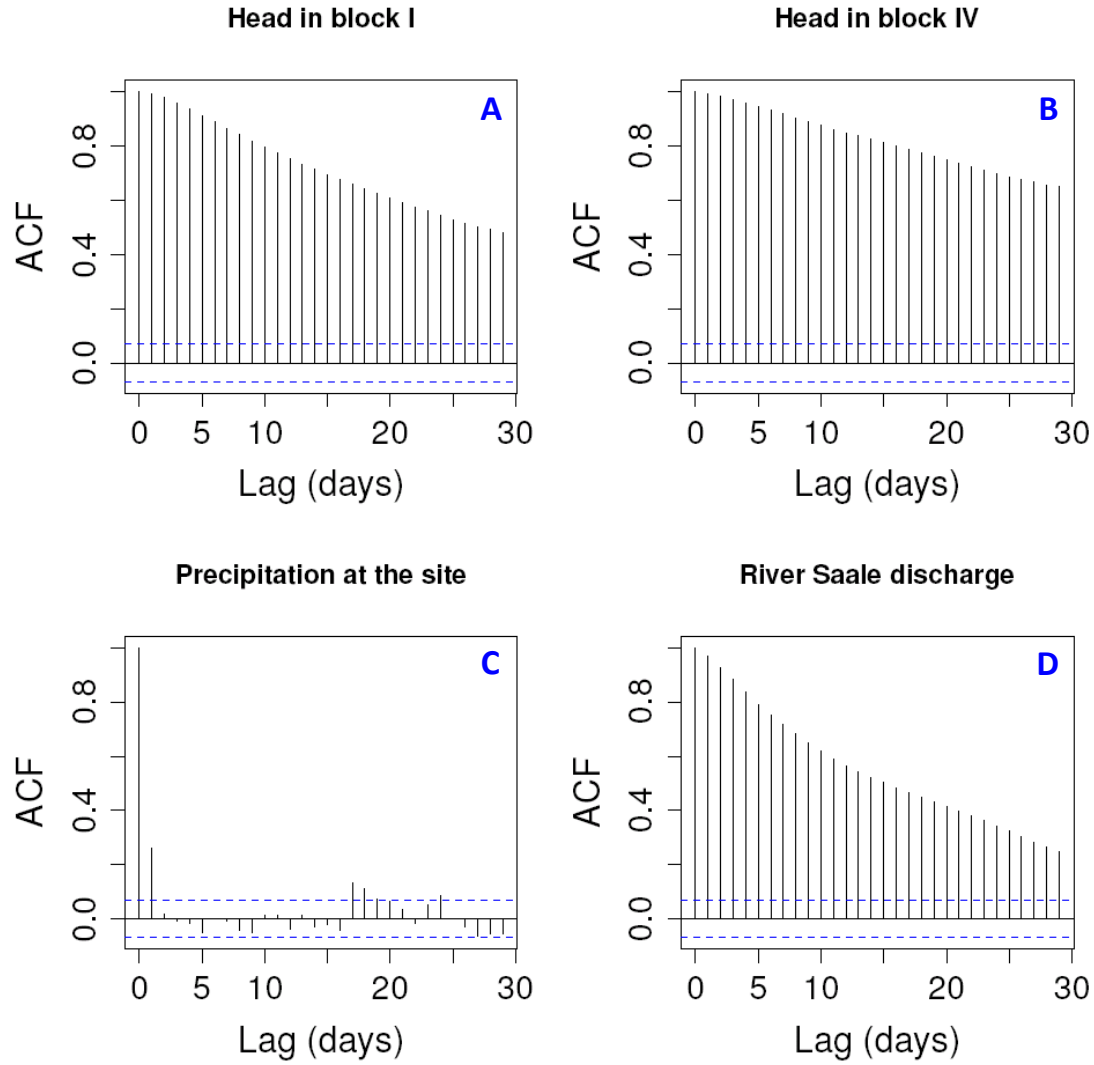 Head in block I
A
ACF
0.8
0.4
0.0
0 5 10 20 30
Lag (days)
Head in block IV
B
ACF
0.8
0.4
0.0
0 5 10 20 30
Lag (days)
Precipitation at the site
C
ACF
0.8
0.4
0.0
0 5 10 20 30
Lag (days)
River Saale discharge
D
ACF
0.8
0.4
0.0
0 5 10 20 30
Lag (days)